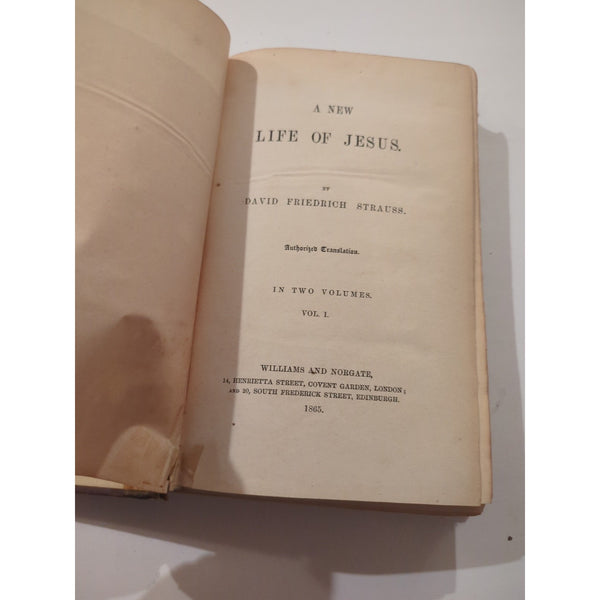 A NEW
LIFE OF JESUS.
BY
DAVID FRIEDRICH STRAUSS.
Authorized Translation.
IN TWO VOLUMES.
VOL. I.
WILLIAMS AND NORGATE,
14, HENRIETTA STREET, COVENT GARDEN, LONDON;
AND 20, SOUTH FREDERICK STREET, EDINBURGH.
1865.